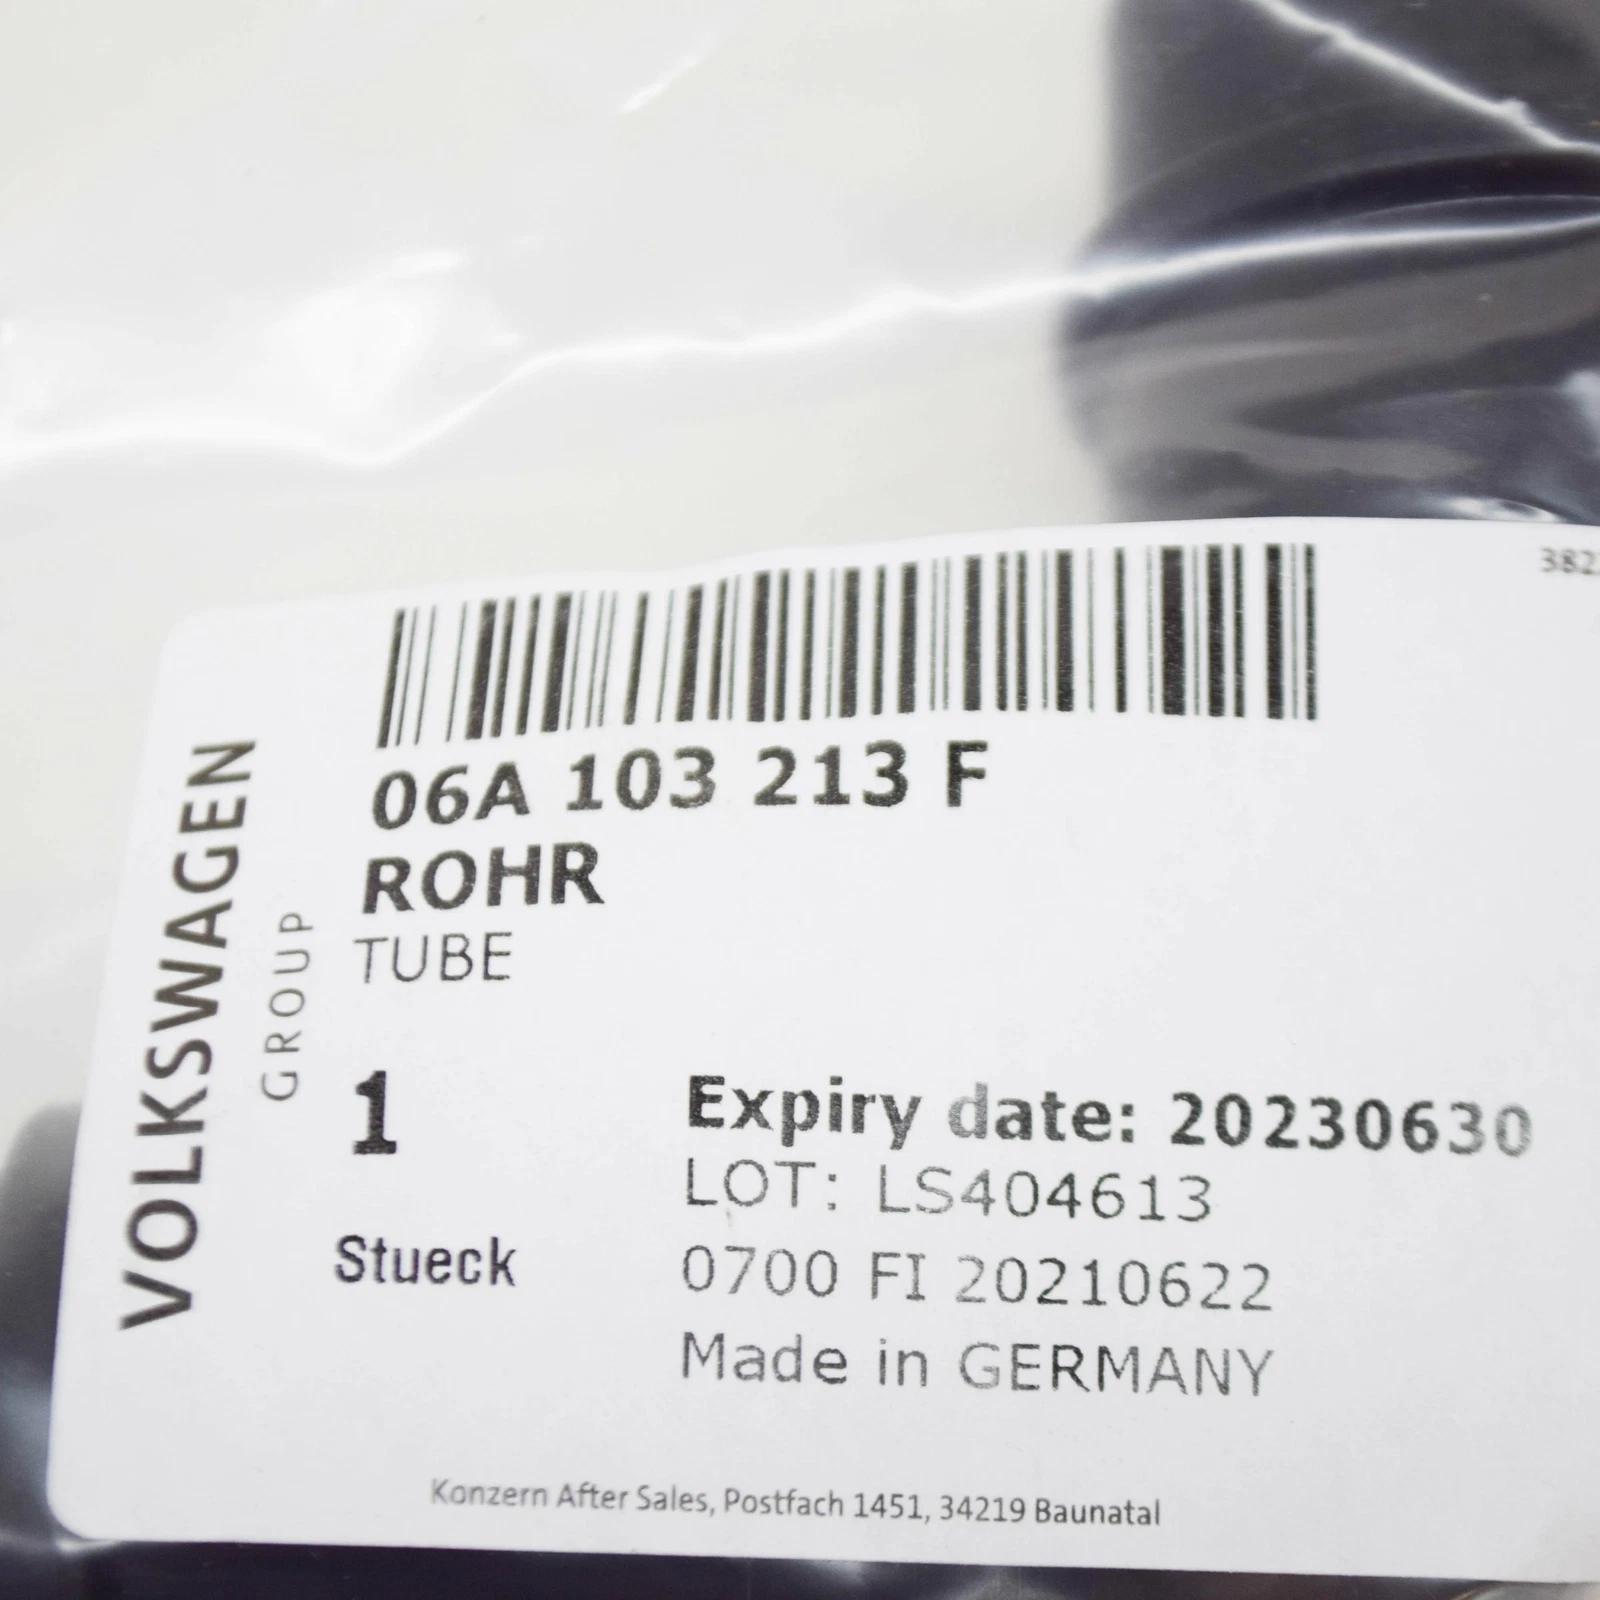 382
06A 103 213 F
ROHR
TUBE
VOLKSWAGEN
GROUP
1
Stueck
Expiry date: 20230630
LOT: LS404613
0700 FI 20210622
Made in GERMANY
Konzern After Sales, Postfach 1451, 34219 Baunatal